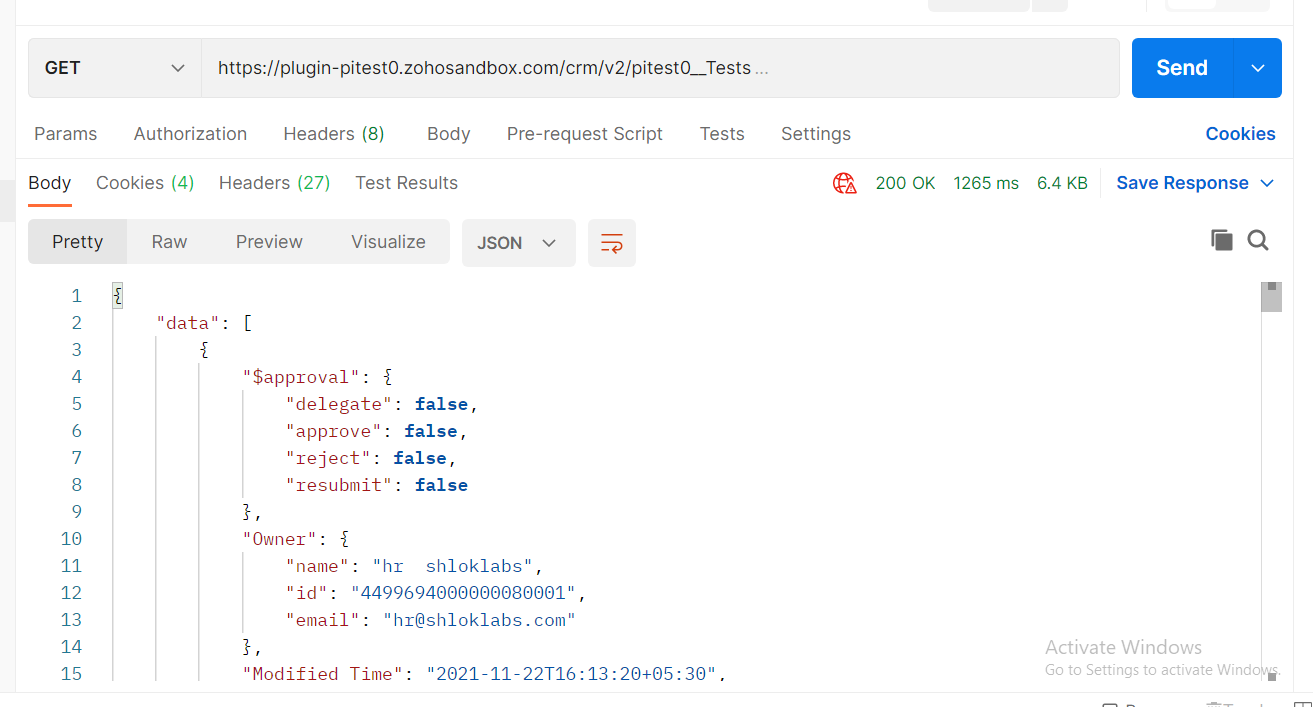 GET https://plugin-pitest0.zohosandbox.com/crm/v2/pitest0__Tests ... Send
Params Authorization Headers (8) Body Pre-request Script Tests Settings Cookies
Body Cookies (4) Headers (27) Test Results 200 OK 1265 ms 6.4 KB Save Response
Pretty Raw Preview Visualize JSON
1 {
2 "data": [
3 {
4 "$approval": {
5 "delegate": false,
6 "approve": false,
7 "reject": false,
8 "resubmit": false
9 },
10 "Owner": {
11 "name": "hr  shloklabs",
12 "id": "4499694000000080001",
13 "email": "hr@shloklabs.com"
14 },
15 "Modified_Time": "2021-11-22T16:13:20+05:30",
Activate Windows
Go to Settings to activate Windows.